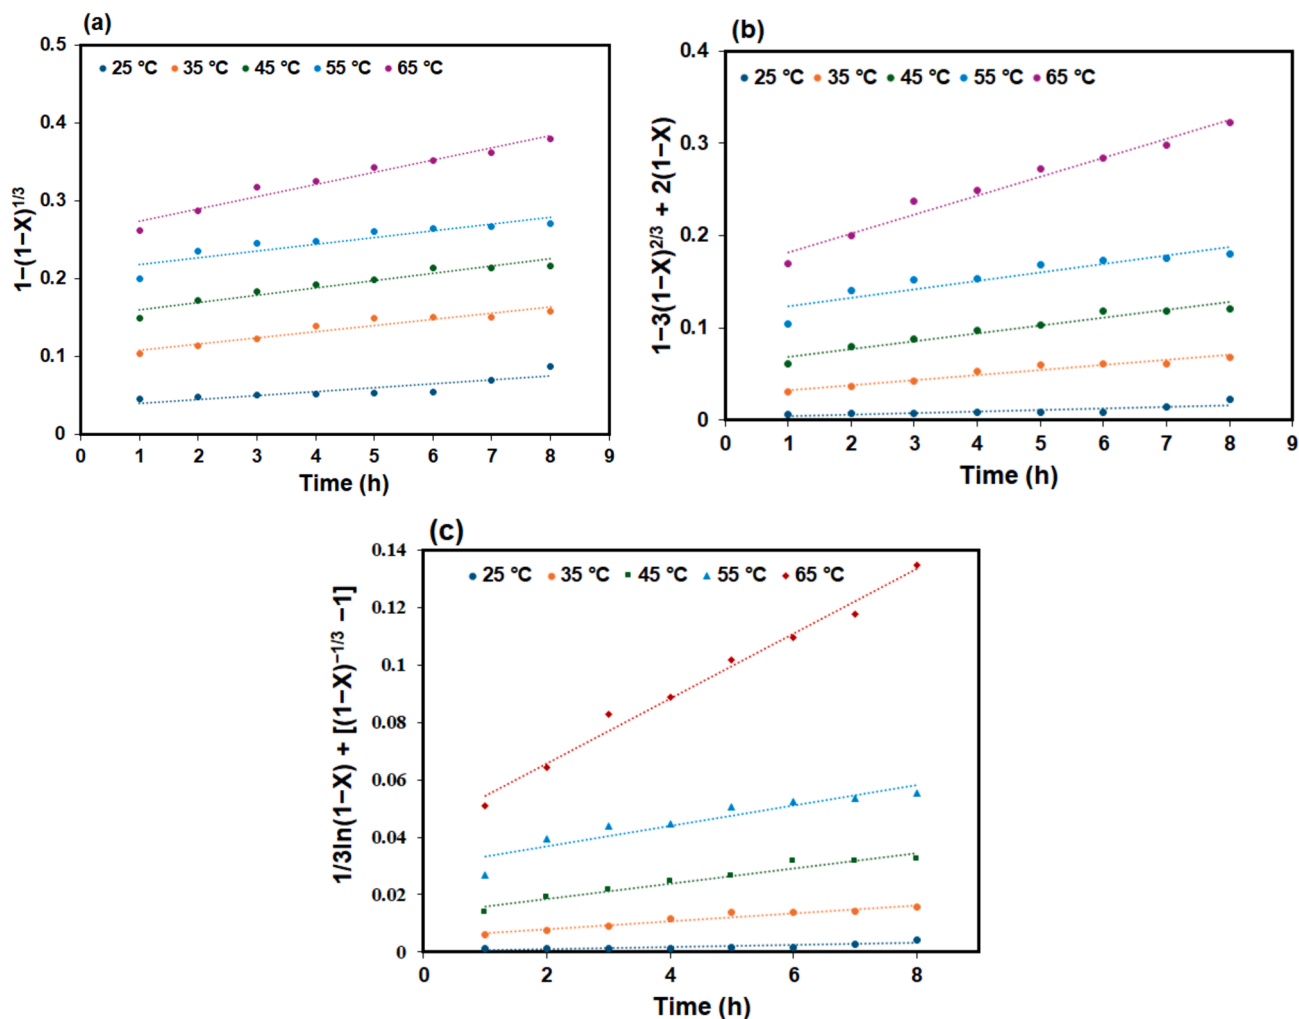 (a)
1−(1−X)1/3
0.5
0.4
0.3
0.2
0.1
0
25 °C 35 °C 45 °C 55 °C 65 °C
0 1 2 3 4 5 6 7 8 9
Time (h)
(b)
1−3(1−X)2/3 + 2(1−X)
0.4
0.3
0.2
0.1
0
25 °C 35 °C 45 °C 55 °C 65 °C
0 1 2 3 4 5 6 7 8 9
Time (h)
(c)
1/3ln(1−X) + [(1−X)−1/3 −1]
0.14
0.12
0.1
0.08
0.06
0.04
0.02
0
25 °C 35 °C 45 °C 55 °C 65 °C
0 2 4 6 8
Time (h)